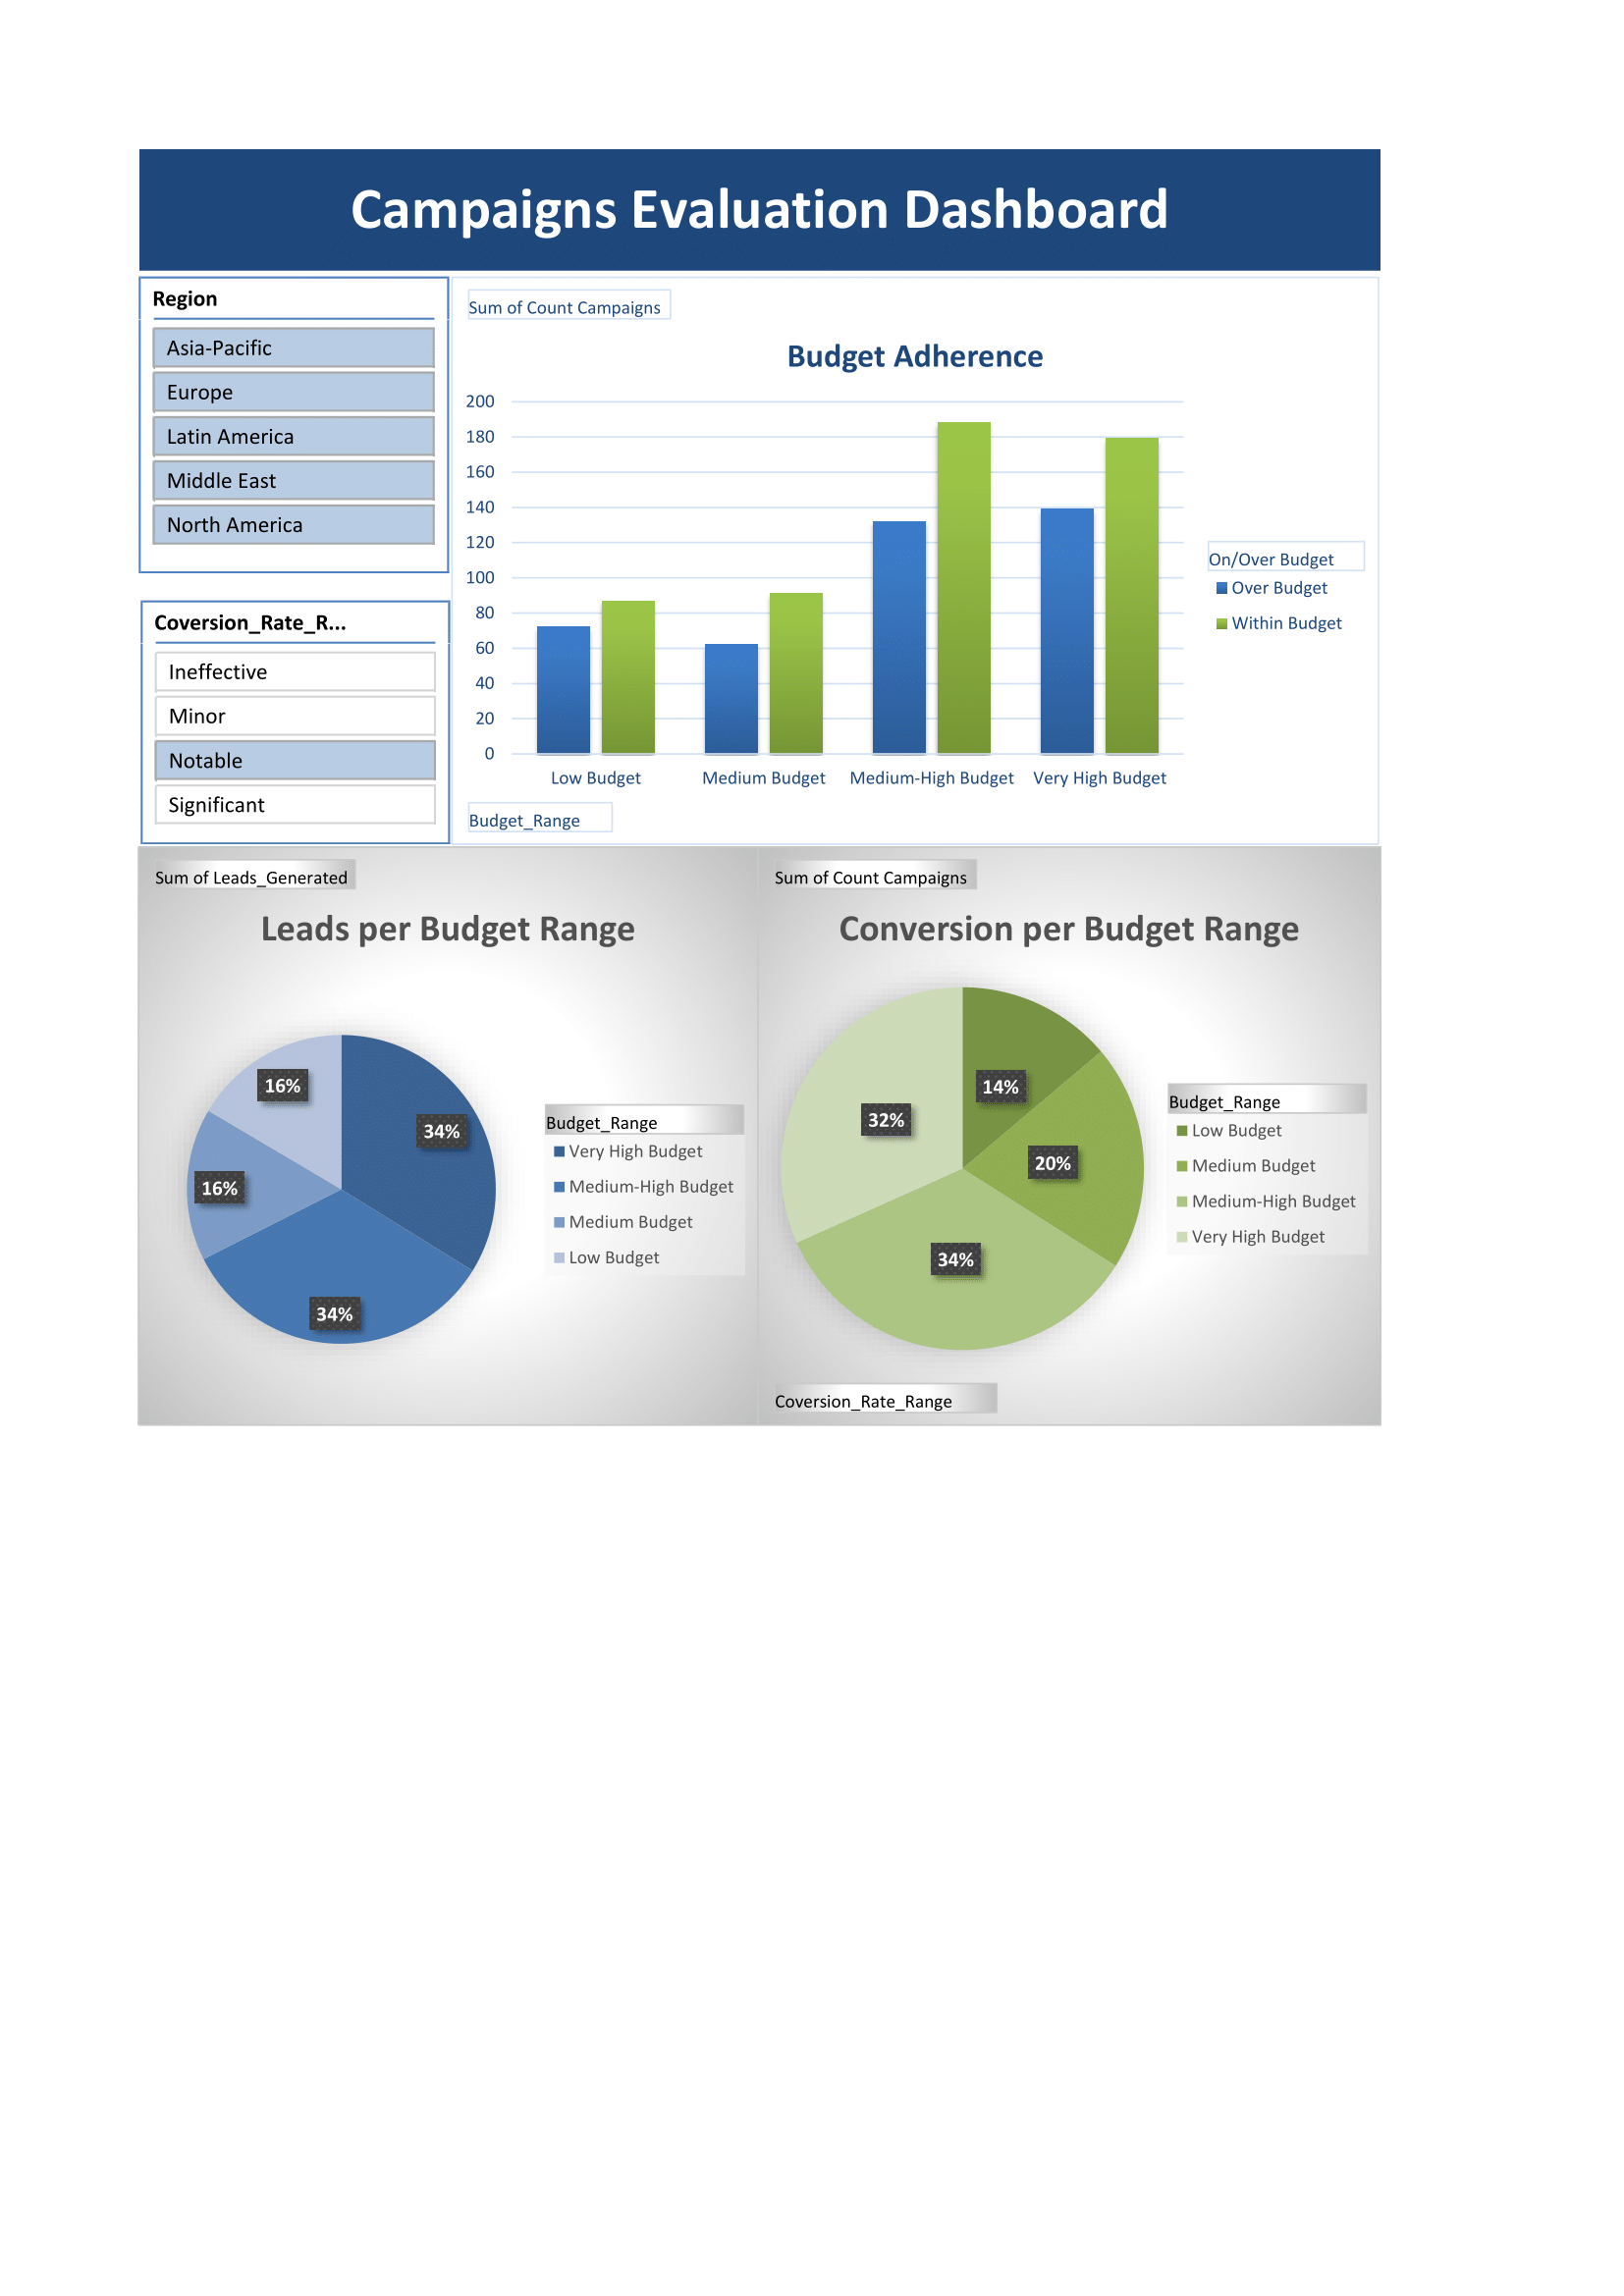 Campaigns Evaluation Dashboard
Region
Asia-Pacific
Europe
Latin America
Middle East
North America
Coversion_Rate_R...
Ineffective
Minor
Notable
Significant
Sum of Count Campaigns
Budget Adherence
200
180
160
140
120
100
80
60
40
20
0
Low Budget
Medium Budget
Medium-High Budget
Very High Budget
Budget_Range
On/Over Budget
Over Budget
Within Budget
Sum of Leads_Generated
Leads per Budget Range
16%
34%
16%
34%
Budget_Range
Very High Budget
Medium-High Budget
Medium Budget
Low Budget
Sum of Count Campaigns
Conversion per Budget Range
14%
32%
20%
34%
Budget_Range
Low Budget
Medium Budget
Medium-High Budget
Very High Budget
Coversion_Rate_Range